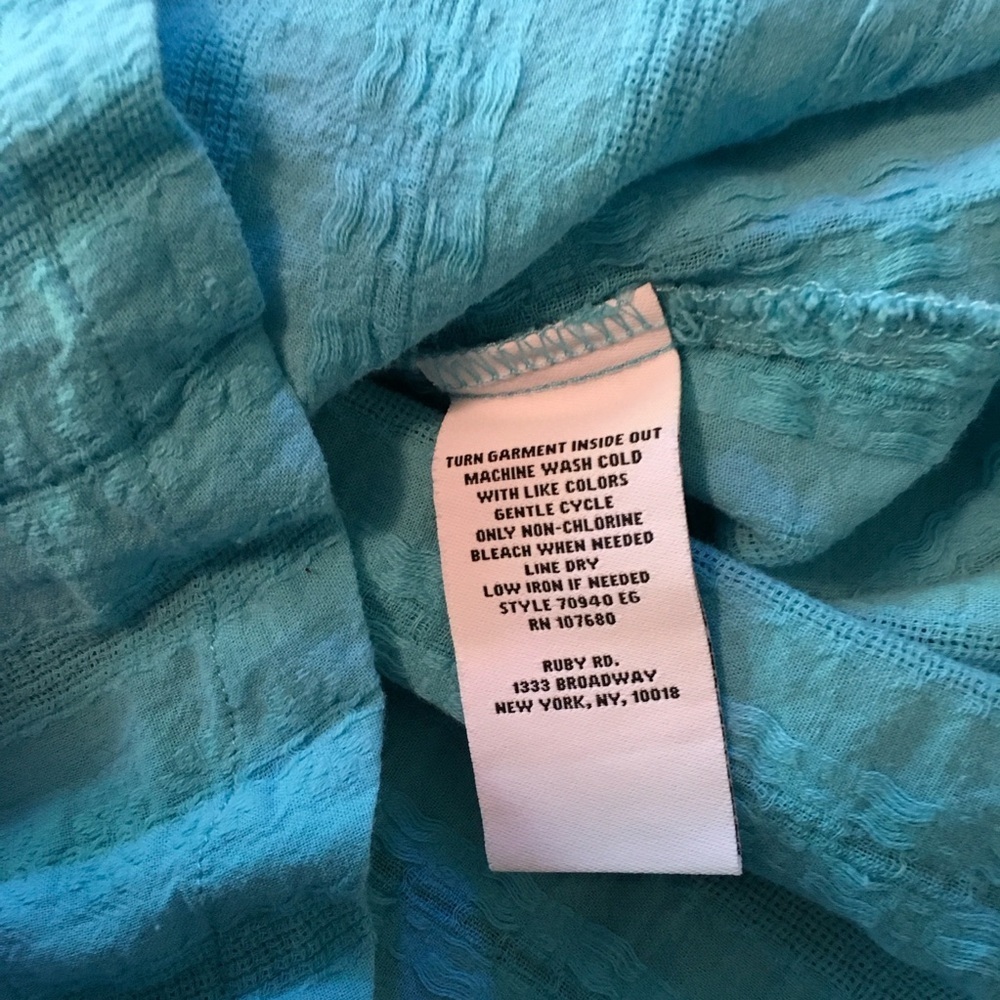 TURN GARMENT INSIDE OUT
MACHINE WASH COLD
WITH LIKE COLORS
GENTLE CYCLE
ONLY NON-CHLORINE
BLEACH WHEN NEEDED
LINE DRY
LOW IRON IF NEEDED
STYLE 70940 EG
RN 107680
RUBY RD.
1333 BROADWAY
NEW YORK, NY, 10018